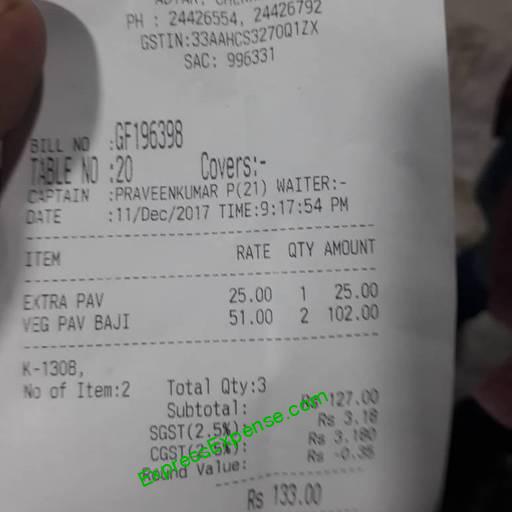 PH : 24426554, 24426792
GSTIN:33AAHCS3270Q1ZX
SAC: 996331
BILL NO :GF196398
TABLE NO :20 Covers:-
CAPTAIN :PRAVEENKUMAR P(21) WAITER:-
DATE :11/Dec/2017 TIME:9:17:54 PM
ITEM RATE QTY AMOUNT
EXTRA PAV 25.00 1 25.00
VEG PAV BAJI 51.00 2 102.00
K-130B,
No of Item:2 Total Qty:3
Subtotal: Rs 127.00
SGST(2.5%): Rs 3.18
CGST(2.5%): Rs 3.180
Round Value: Rs -0.35
Rs 133.00
ExpressExpense.com